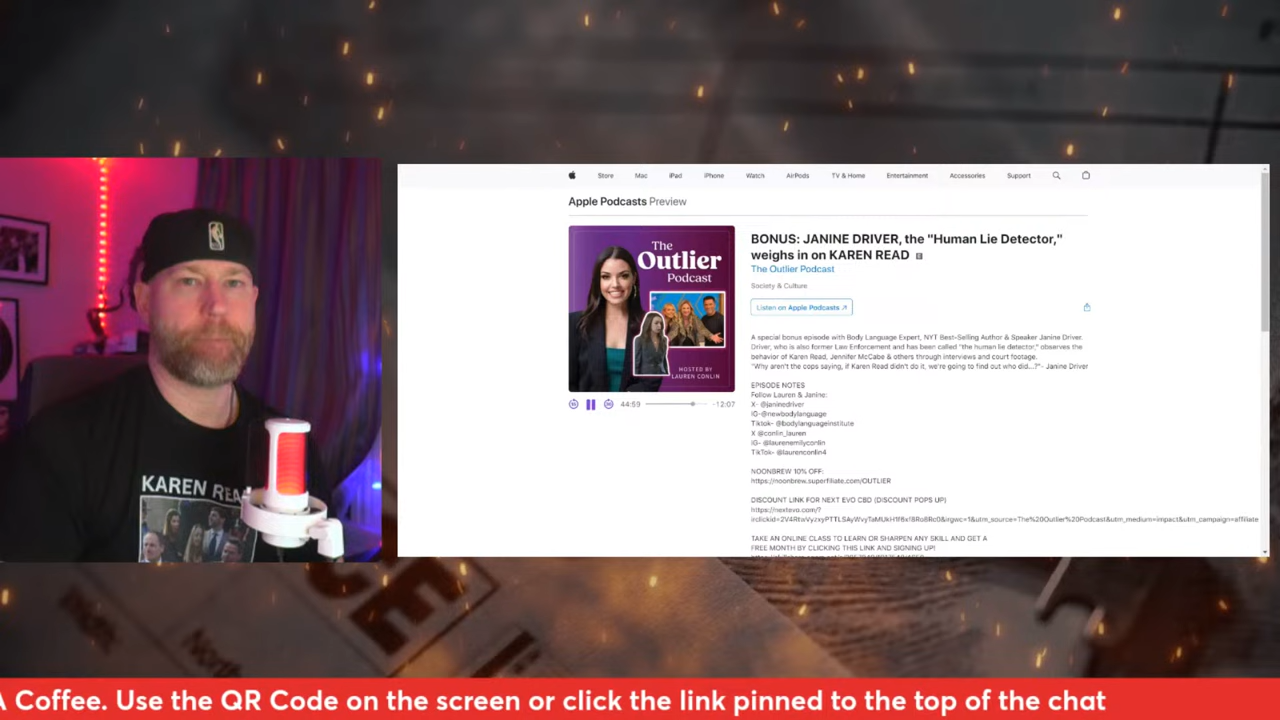 Store
Mac
iPad
iPhone
Watch
AirPods
TV & Home
Entertainment
Accessories
Support
Apple Podcasts Preview
The
Outlier
Podcast
HOSTED BY
LAUREN CONLIN
44:59
-12:07
BONUS: JANINE DRIVER, the "Human Lie Detector,"
weighs in on KAREN READ
The Outlier Podcast
Society & Culture
Listen on Apple Podcasts ↗
A special bonus episode with Body Language Expert, NYT Best-Selling Author & Speaker Janine Driver.
Driver, who is also former Law Enforcement and has been called "the human lie detector," observes the
behavior of Karen Read, Jennifer McCabe & others through interviews and court footage.
"Why aren't the cops saying, if Karen Read didn't do it, we're going to find out who did...?"- Janine Driver
EPISODE NOTES
Follow Lauren & Janine:
X- @janinedriver
IG-@newbodylanguage
Tiktok- @bodylanguageinstitute
X @conlin_lauren
IG- @laurenemilyconlin
TikTok- @laurenconlin4
NOONBREW 10% OFF:
https://noonbrew.superfiliate.com/OUTLIER
DISCOUNT LINK FOR NEXT EVO CBD (DISCOUNT POPS UP)
https://nextevo.com/?
TAKE AN ONLINE CLASS TO LEARN OR SHARPEN ANY SKILL AND GET A
FREE MONTH BY CLICKING THIS LINK AND SIGNING UP!
KAREN REA
A Coffee. Use the QR Code on the screen or click the link pinned to the top of the chat